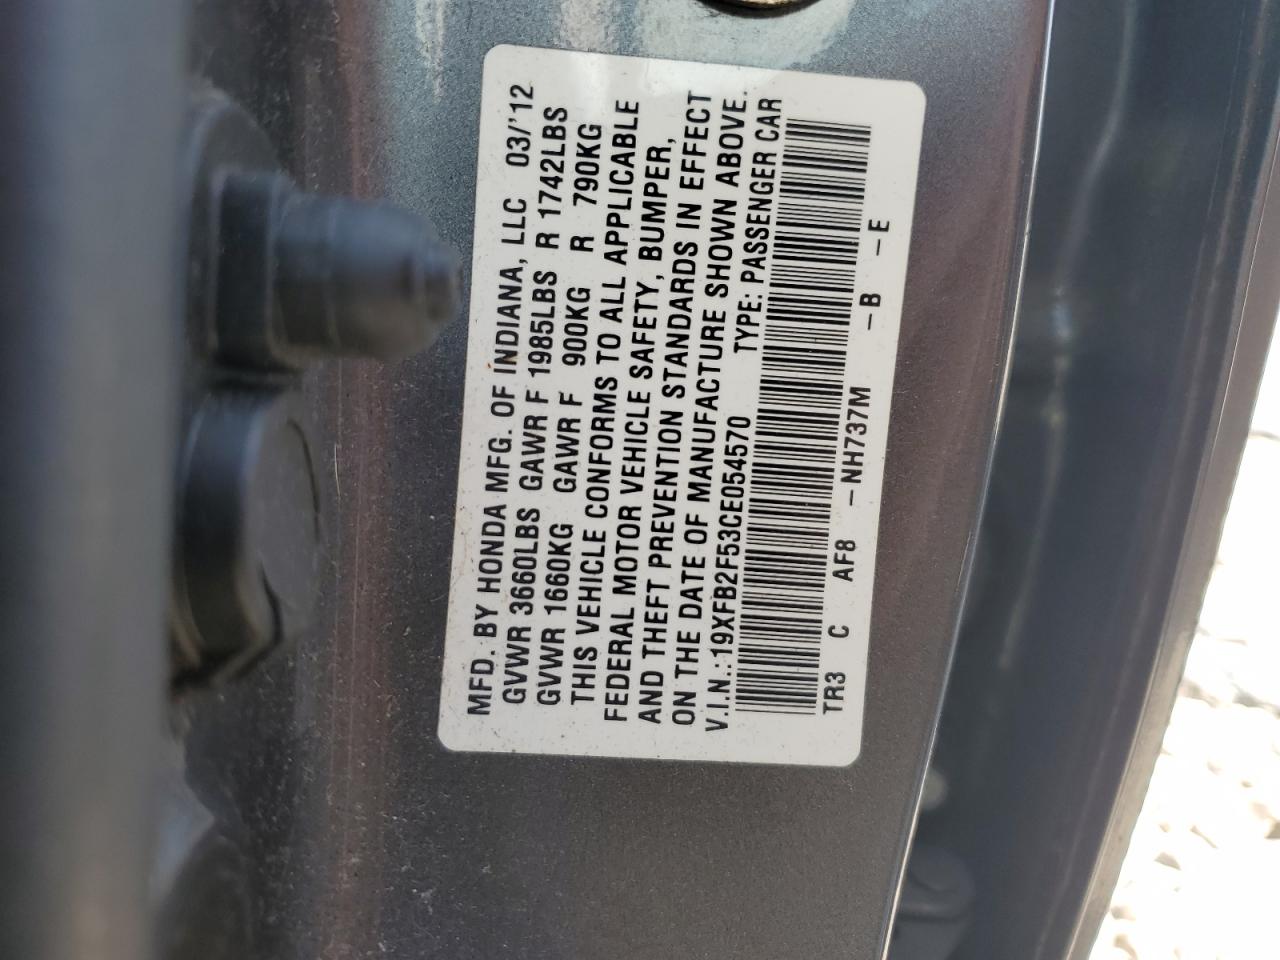 MFD. BY HONDA MFG. OF INDIANA, LLC 03/'12
GVWR 3660LBS GAWR F 1985LBS R 1742LBS
GVWR 1660KG GAWR F 900KG R 790KG
THIS VEHICLE CONFORMS TO ALL APPLICABLE
FEDERAL MOTOR VEHICLE SAFETY, BUMPER,
AND THEFT PREVENTION STANDARDS IN EFFECT
ON THE DATE OF MANUFACTURE SHOWN ABOVE.
V.I.N.: 19XFB2F53CE054570 TYPE: PASSENGER CAR
TR3 C AF8 -NH737M -B -E